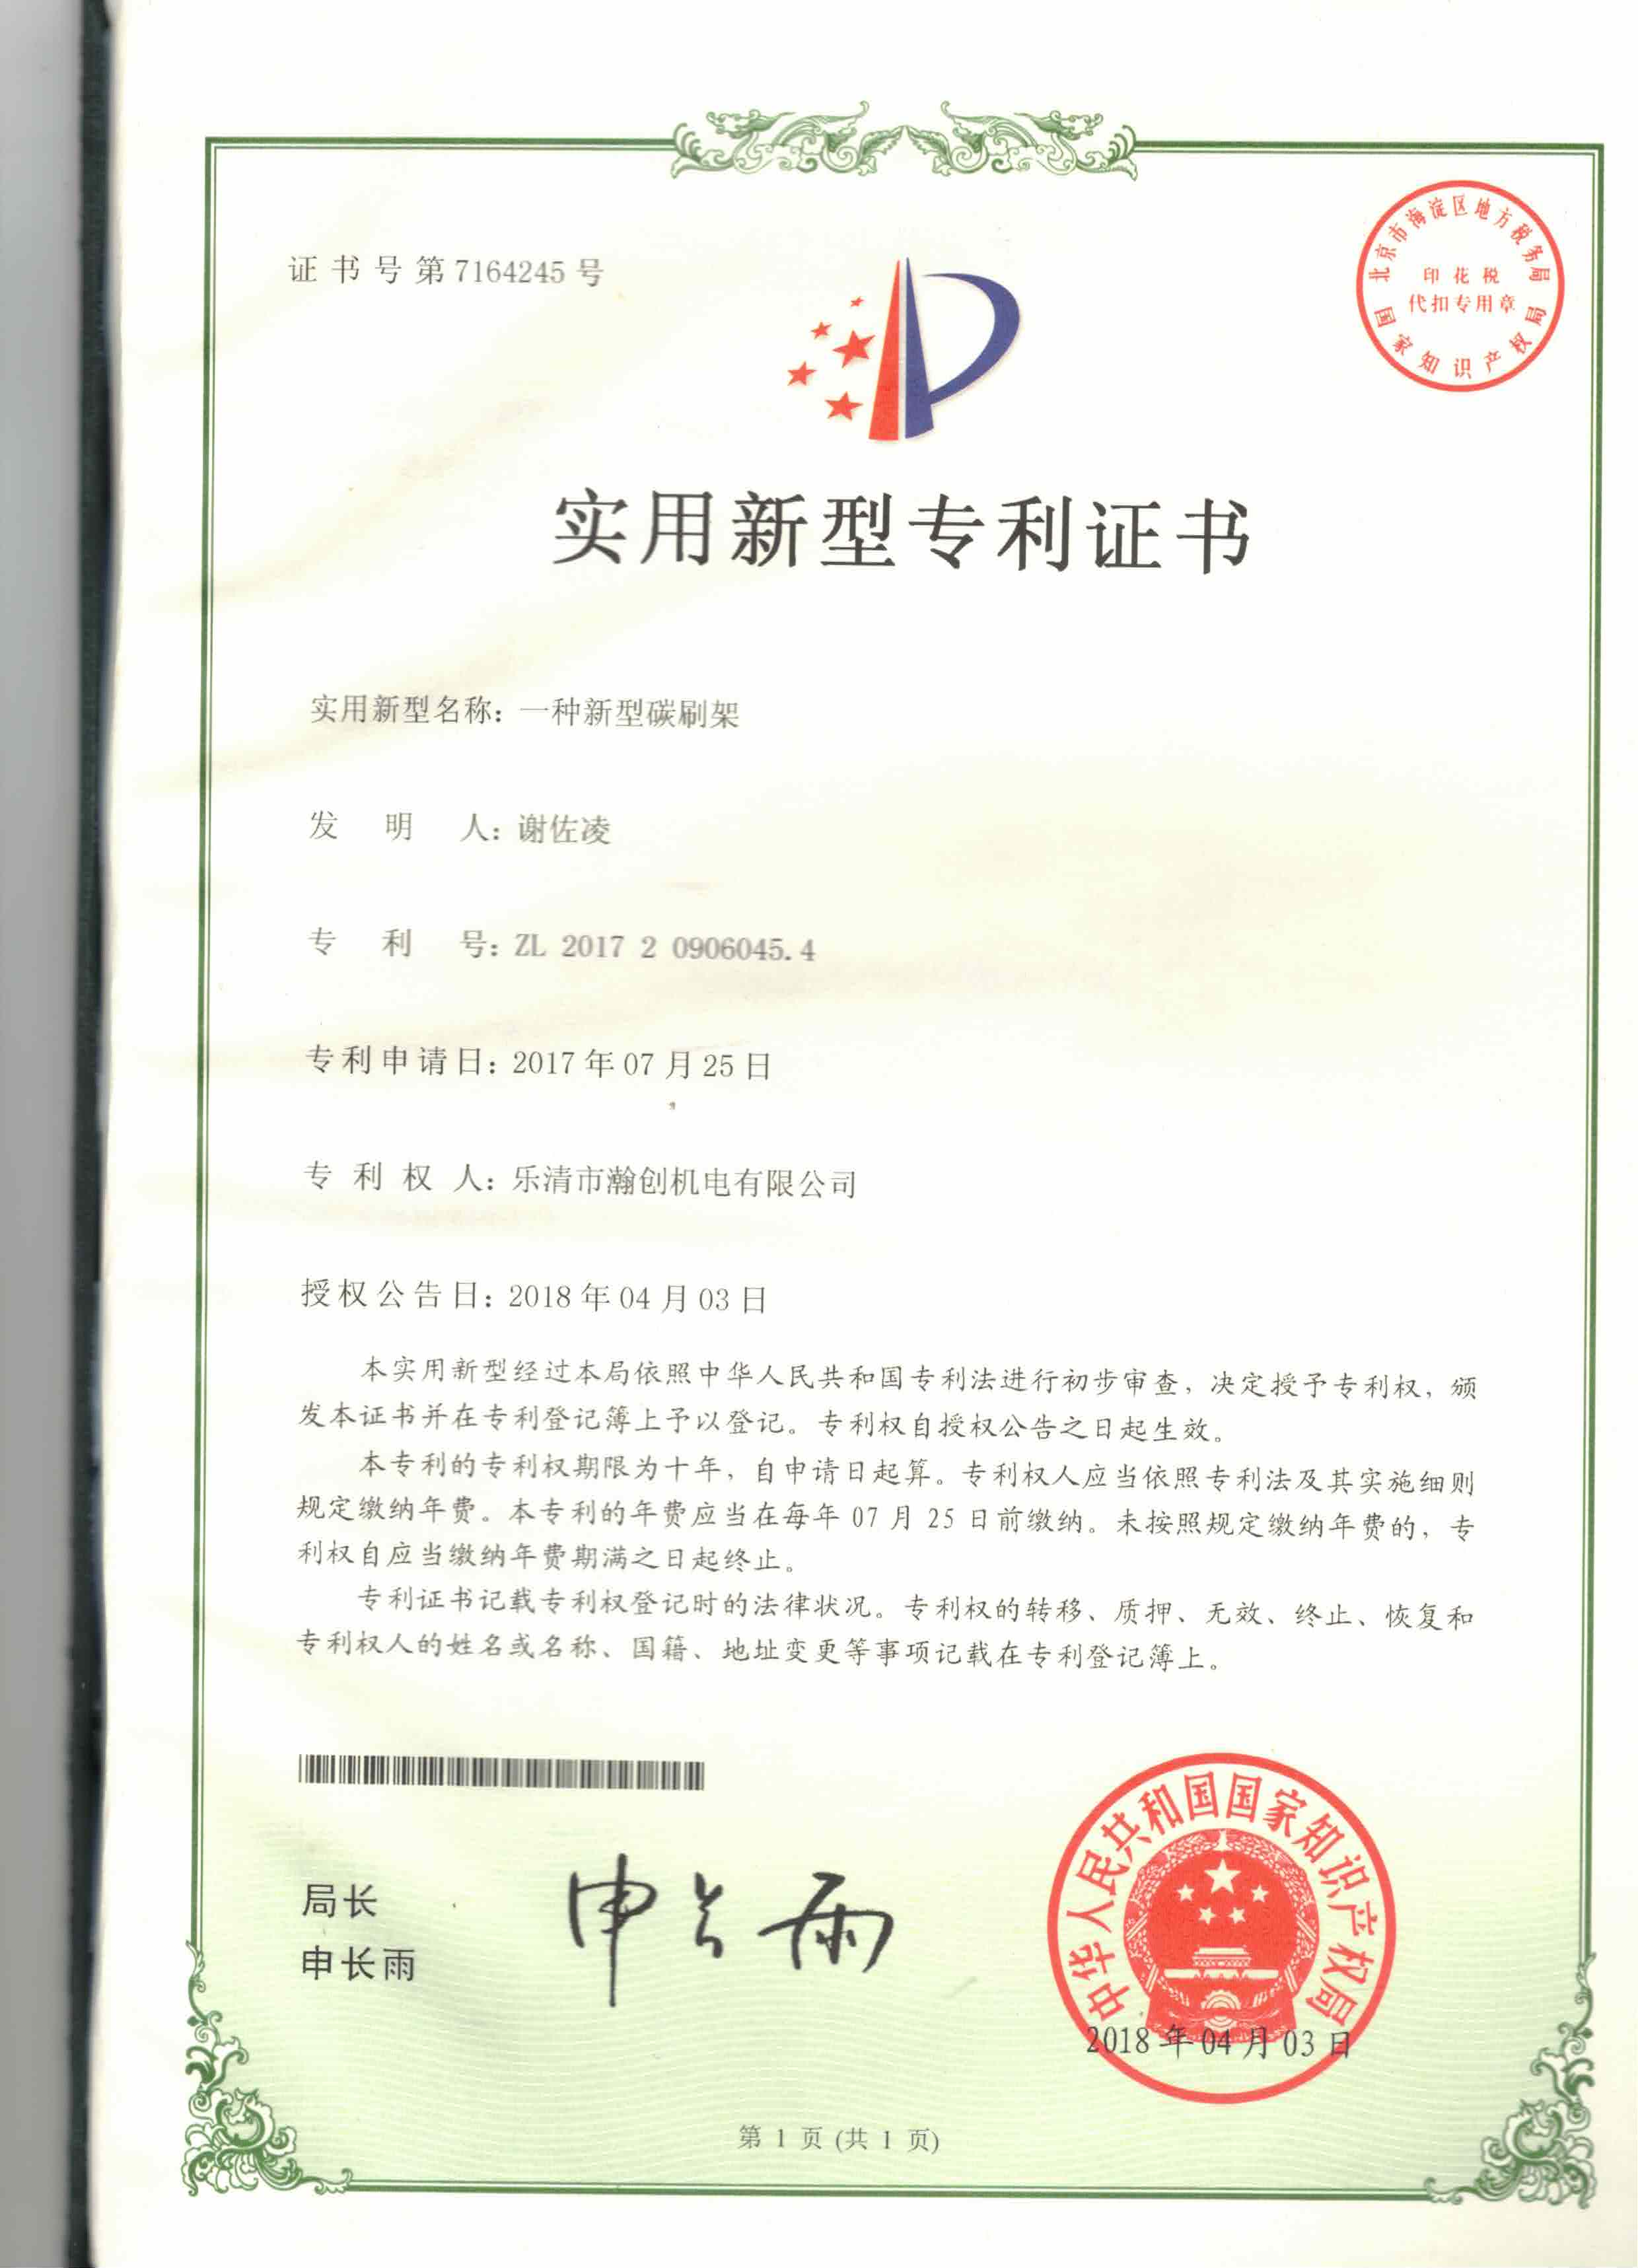 证书号第7164245号
北京市海淀区地方税务局
印花税
代扣专用章
国家知识产权局
实用新型专利证书
实用新型名称：一种新型碳刷架
发明人：谢佐凌
专利号：ZL 2017 2 0906045.4
专利申请日：2017年07月25日
专利权人：乐清市瀚创机电有限公司
授权公告日：2018年04月03日
本实用新型经过本局依照中华人民共和国专利法进行初步审查，决定授予专利权，颁
发本证书并在专利登记簿上予以登记。专利权自授权公告之日起生效。
本专利的专利权期限为十年，自申请日起算。专利权人应当依照专利法及其实施细则
规定缴纳年费。本专利的年费应当在每年07月25日前缴纳。未按照规定缴纳年费的，专
利权自应当缴纳年费期满之日起终止。
专利证书记载专利权登记时的法律状况。专利权的转移、质押、无效、终止、恢复和
专利权人的姓名或名称、国籍、地址变更等事项记载在专利登记簿上。
局长
申长雨
申长雨
中华人民共和国国家知识产权局
2018年04月03日
第 1 页 (共 1 页)